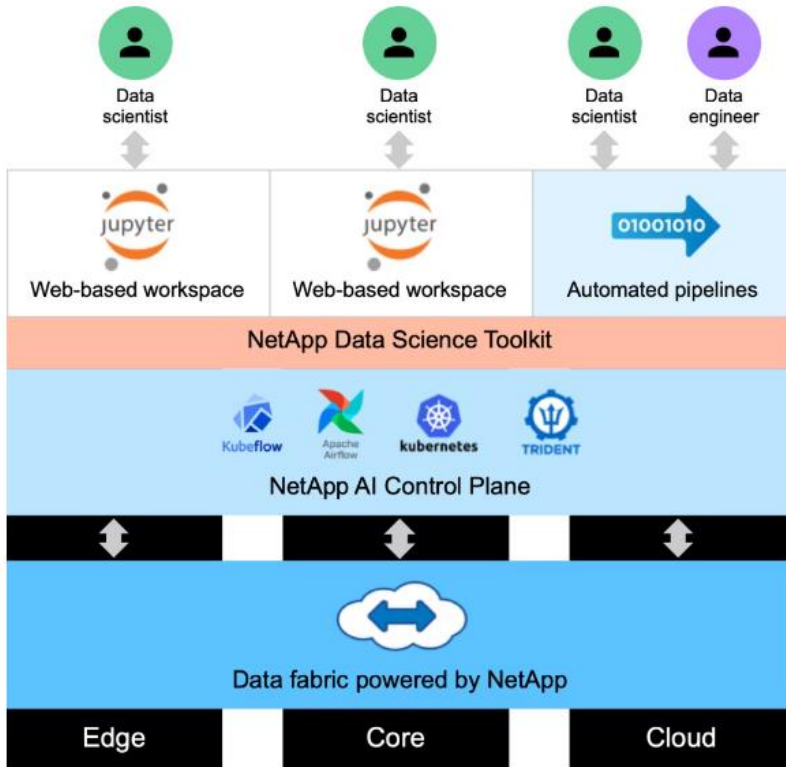 Data
scientist
Data
scientist
Data
scientist
Data
engineer
jupyter
Web-based workspace
jupyter
Web-based workspace
01001010
Automated pipelines
NetApp Data Science Toolkit
Kubeflow
Apache
Airflow
kubernetes
TRIDENT
NetApp AI Control Plane
Data fabric powered by NetApp
Edge
Core
Cloud